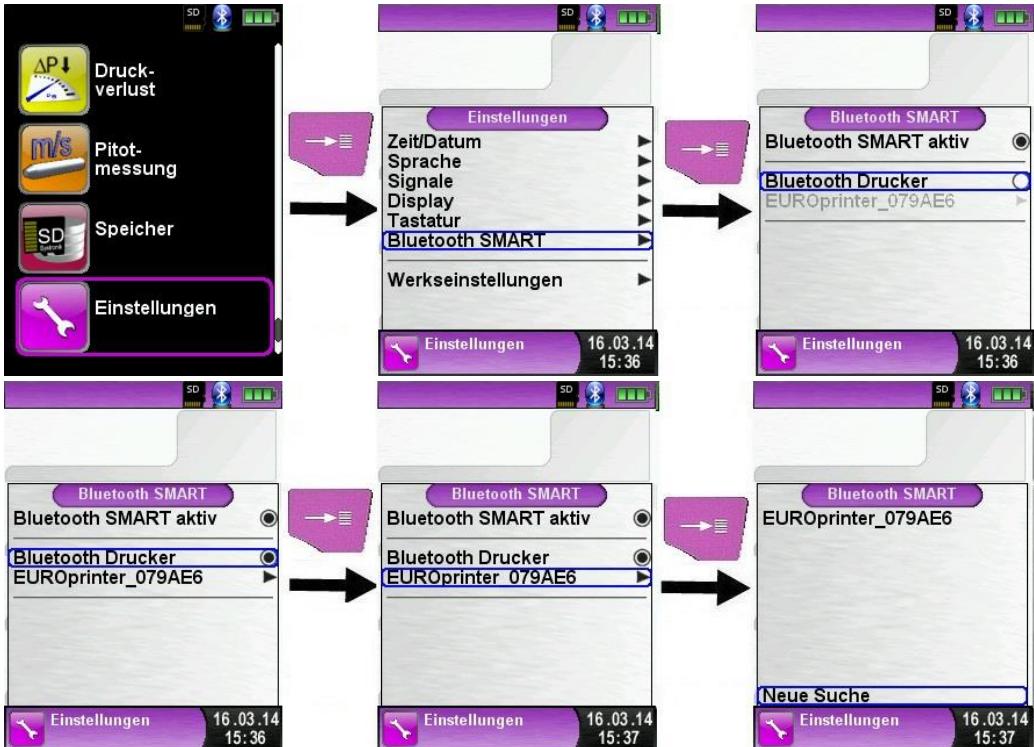 SD
ΔP↓
Druck-
verlust
m/s
Pitot-
messung
SD
Speicher
Einstellungen
SD
Einstellungen
Zeit/Datum
Sprache
Signale
Display
Tastatur
Bluetooth SMART
Werkseinstellungen
Einstellungen
16.03.14
15:36
SD
Bluetooth SMART
Bluetooth SMART aktiv
Bluetooth Drucker
EUROprinter_079AE6
Einstellungen
16.03.14
15:36
SD
Bluetooth SMART
Bluetooth SMART aktiv
Bluetooth Drucker
EUROprinter_079AE6
Einstellungen
16.03.14
15:36
SD
Bluetooth SMART
Bluetooth SMART aktiv
Bluetooth Drucker
EUROprinter_079AE6
Einstellungen
16.03.14
15:37
SD
Bluetooth SMART
EUROprinter_079AE6
Neue Suche
Einstellungen
16.03.14
15:37